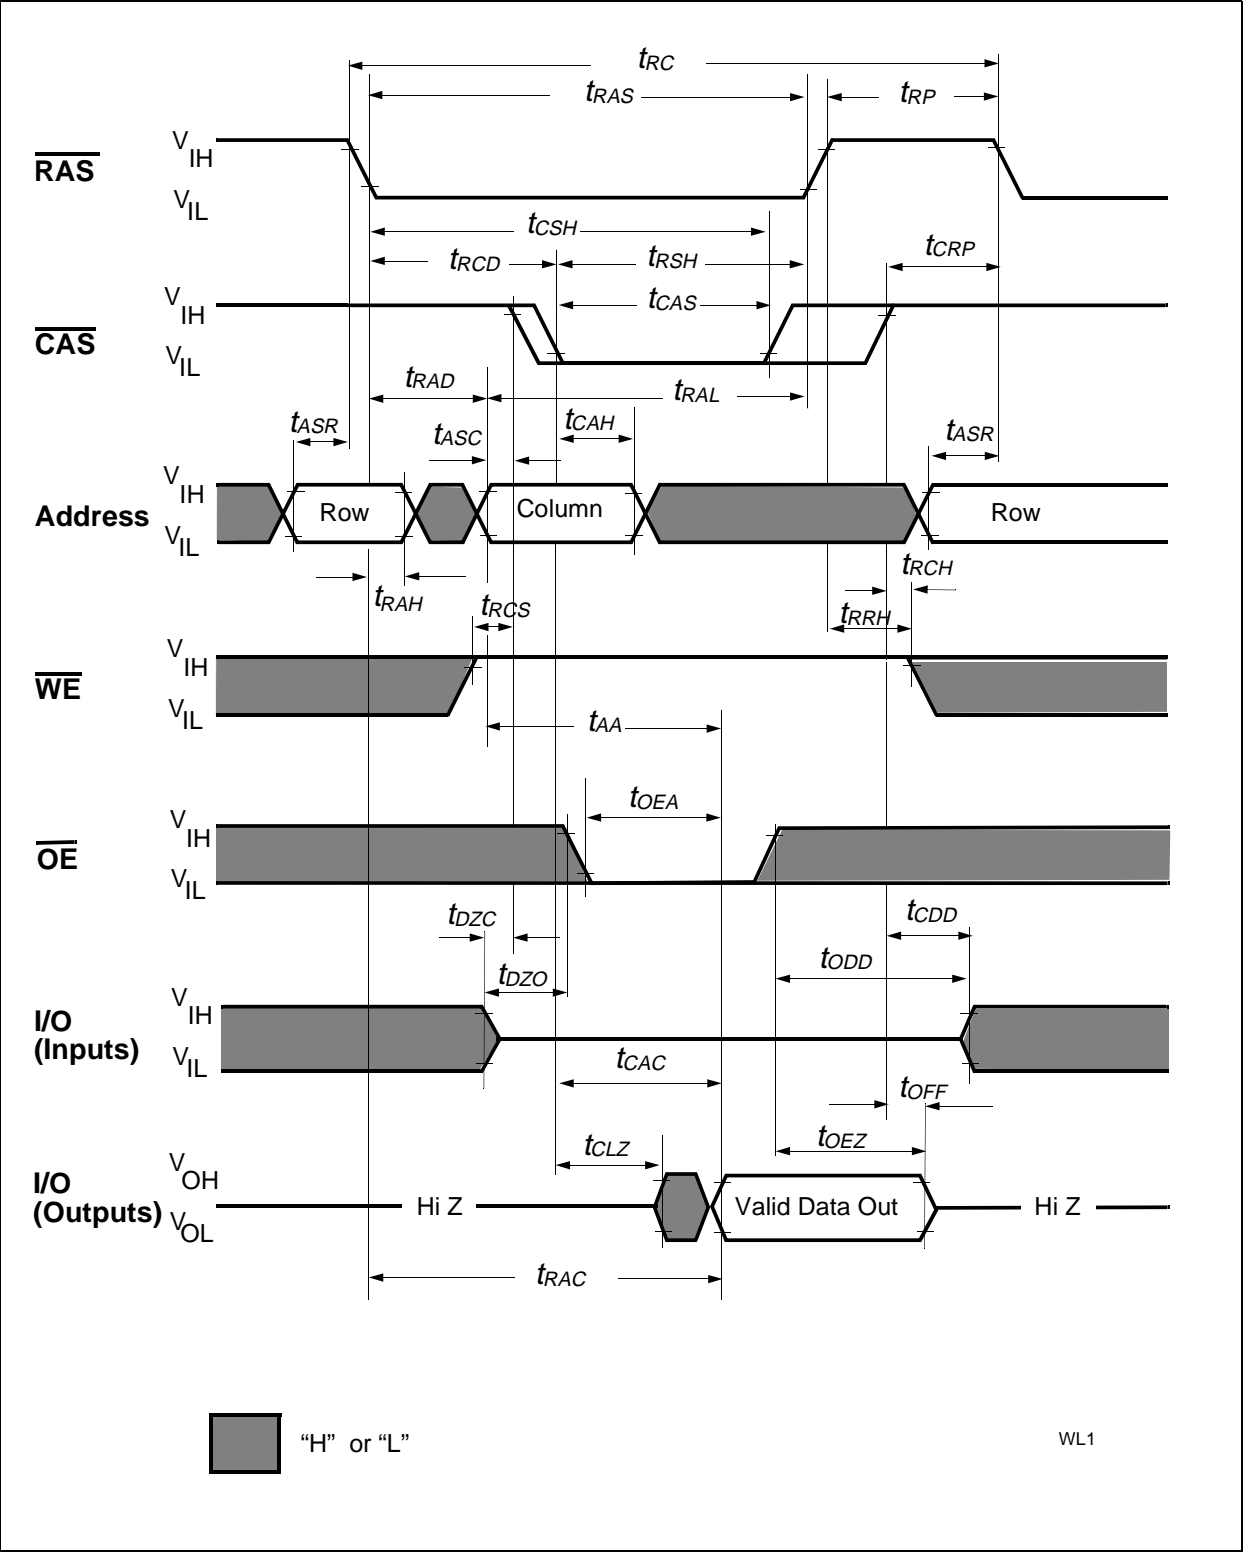 tRC
tRAS
tRP
RAS
VIH
VIL
tCSH
tRCD
tRSH
tCRP
CAS
VIH
VIL
tCAS
tRAD
tRAL
tASR
tASC
tCAH
tASR
Address
VIH
VIL
Row
Column
Row
tRAH
tRCS
tRCH
tRRH
WE
VIH
VIL
tAA
tOEA
OE
VIH
VIL
tDZC
tCDD
tDZO
tODD
I/O
(Inputs)
VIH
VIL
tCAC
tOFF
tCLZ
tOEZ
I/O
(Outputs)
VOH
VOL
Hi Z
Valid Data Out
Hi Z
tRAC
“H” or “L”
WL1